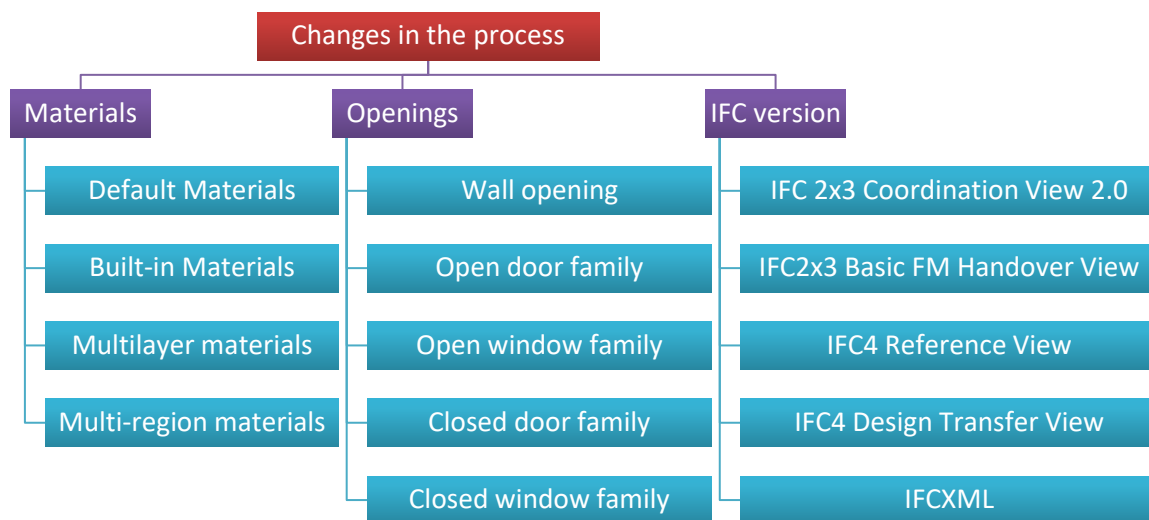 Changes in the process
Materials
Default Materials
Built-in Materials
Multilayer materials
Multi-region materials
Openings
Wall opening
Open door family
Open window family
Closed door family
Closed window family
IFC version
IFC 2x3 Coordination View 2.0
IFC2x3 Basic FM Handover View
IFC4 Reference View
IFC4 Design Transfer View
IFCXML